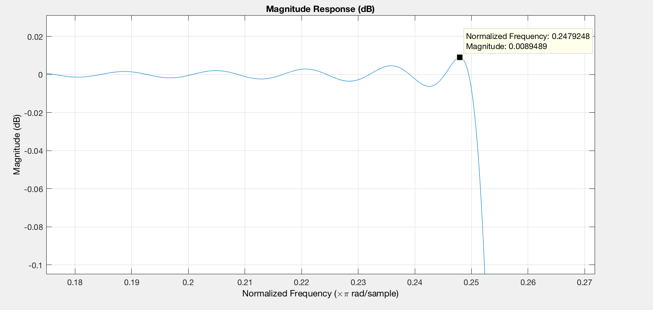 Magnitude Response (dB)
Normalized Frequency: 0.2479248
Magnitude: 0.0089489
0.02
0
-0.02
-0.04
-0.06
-0.08
-0.1
Magnitude (dB)
0.18 0.19 0.2 0.21 0.22 0.23 0.24 0.25 0.26 0.27
Normalized Frequency (×π rad/sample)